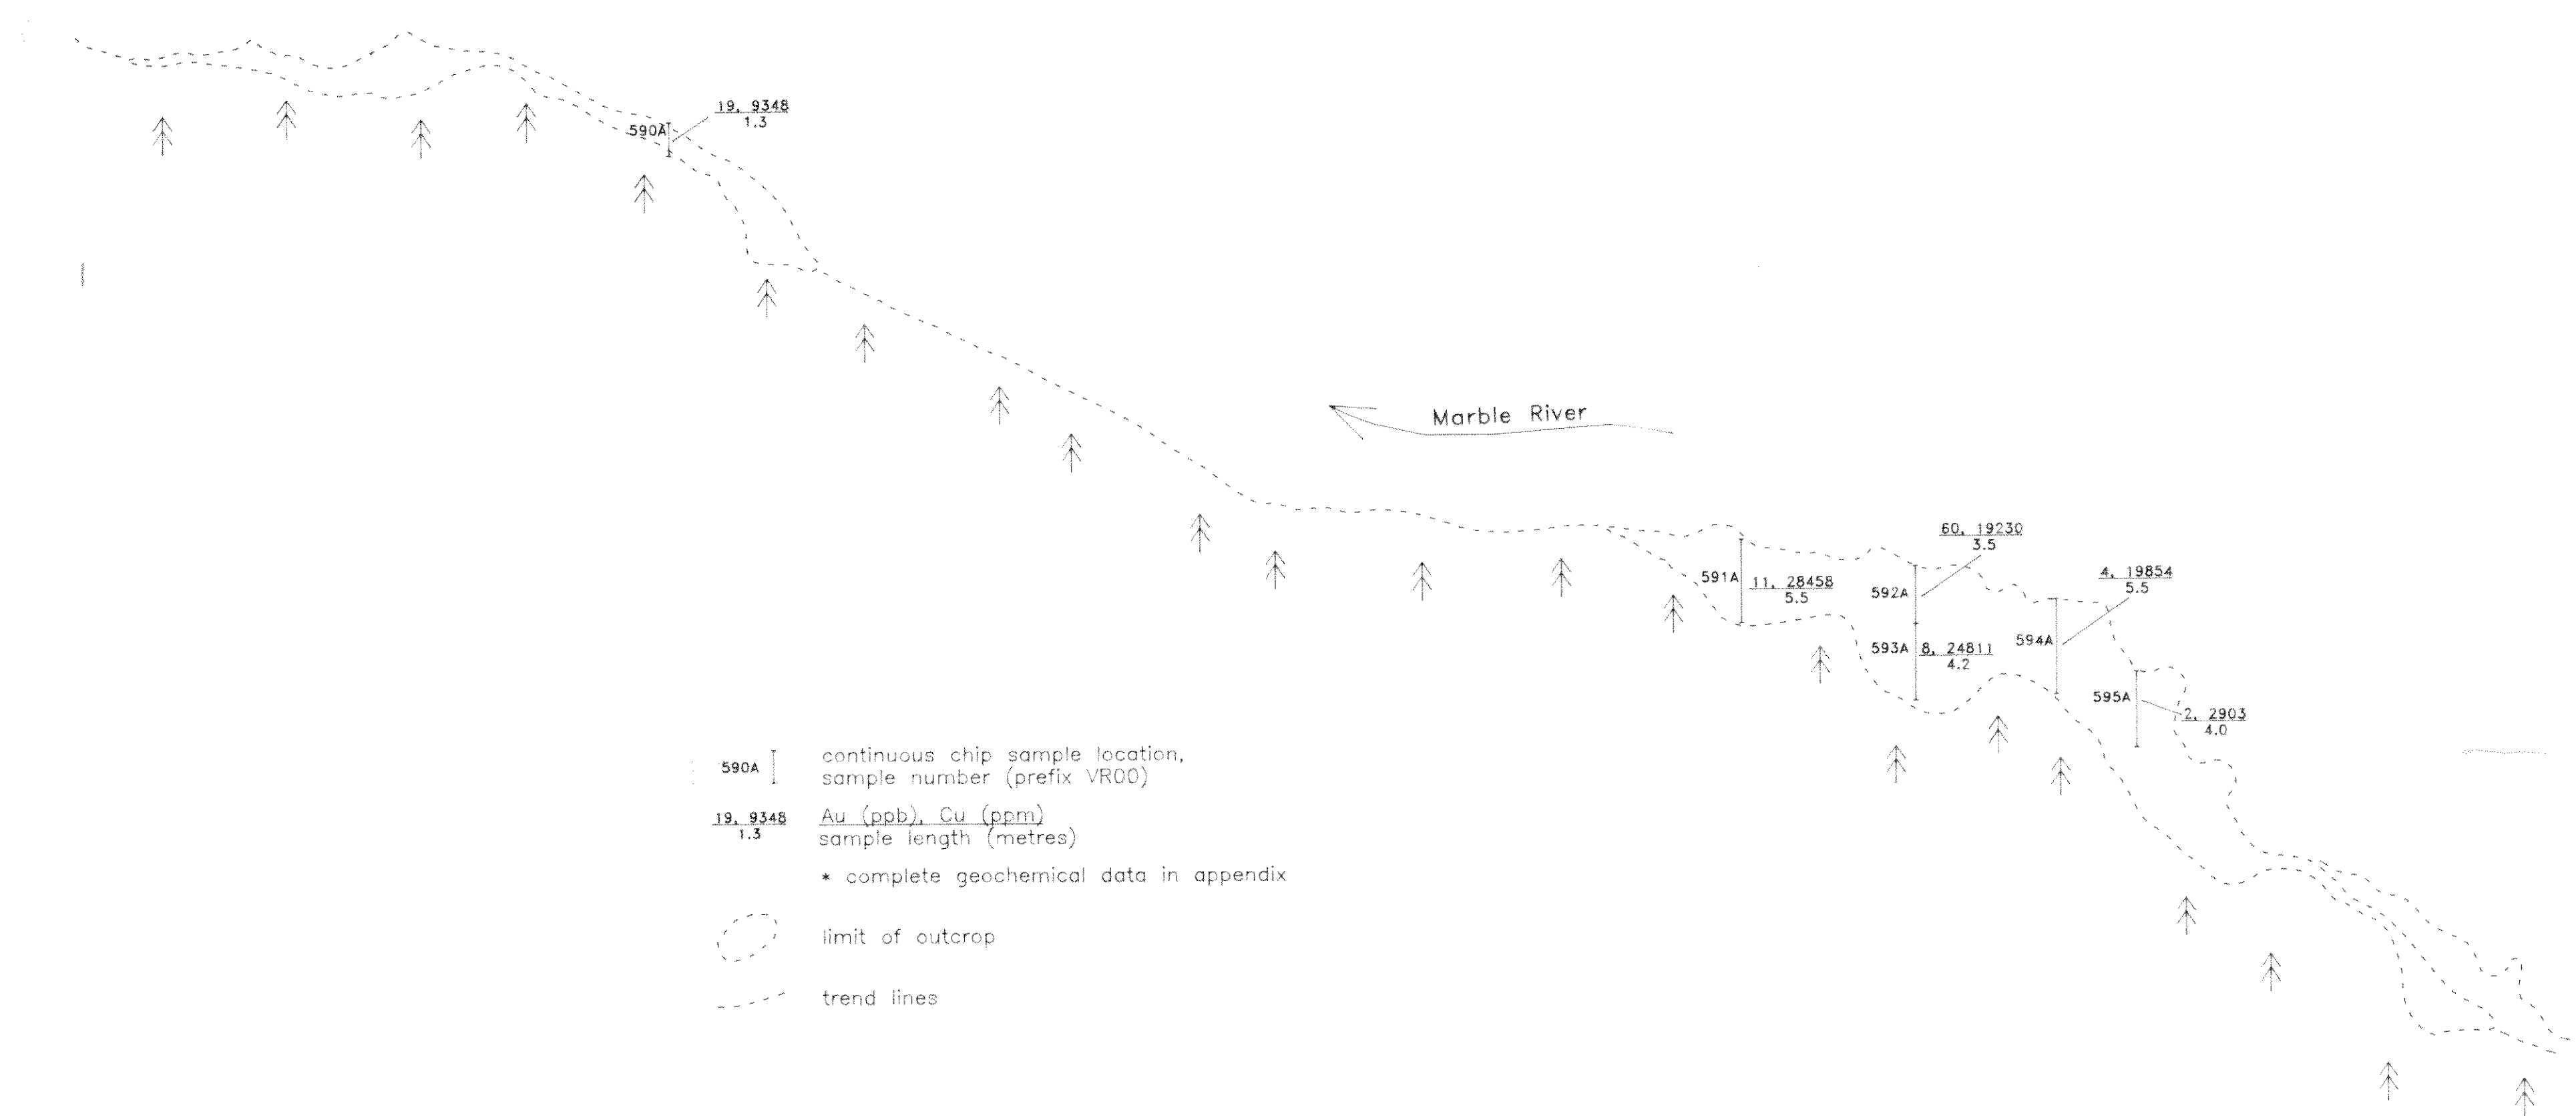 19, 9348
1.3
590A
Marble River
60, 19230
3.5
4, 19854
5.5
591A
11, 28458
5.5
592A
594A
593A
8, 24811
4.2
595A
2, 2903
4.0
590A
continuous chip sample location,
sample number (prefix VR00)
19, 9348
1.3
Au (ppb), Cu (ppm)
sample length (metres)
* complete geochemical data in appendix
limit of outcrop
trend lines